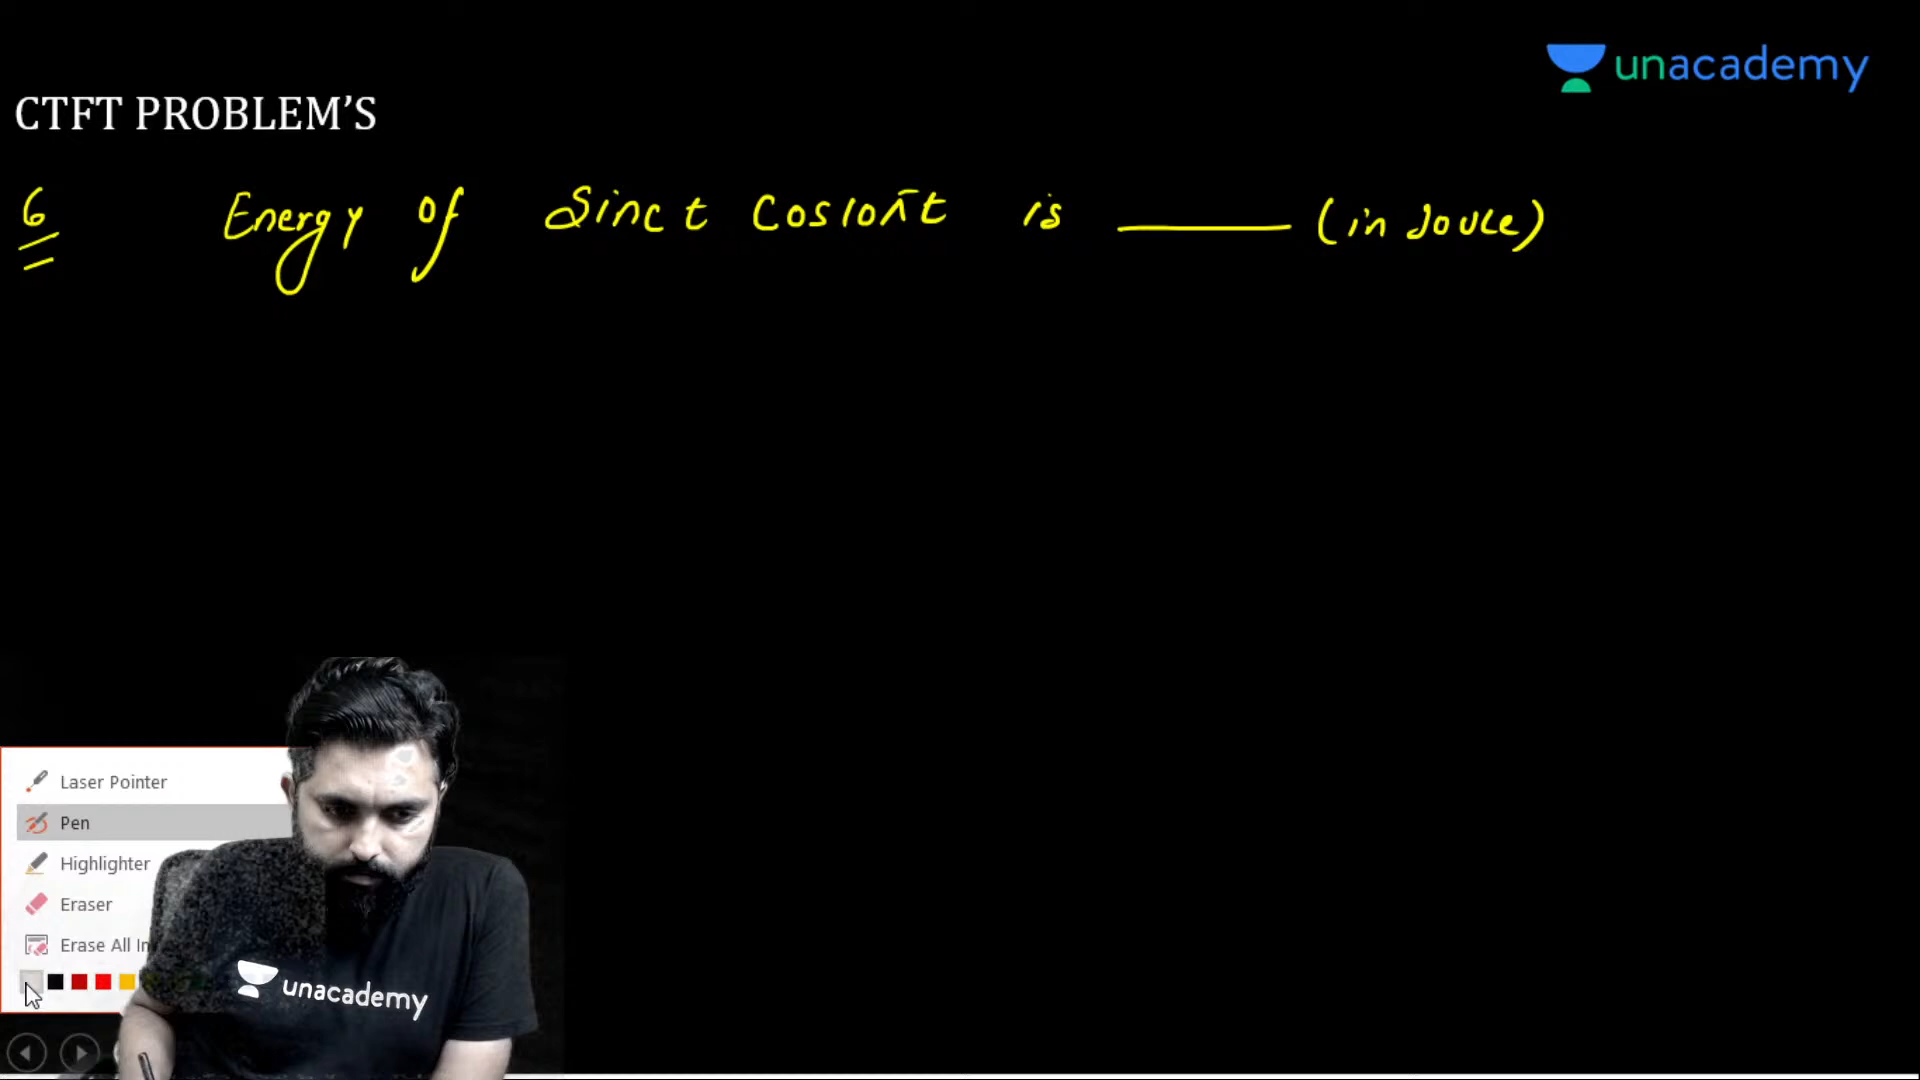 unacademy
CTFT PROBLEM'S
6 Energy of Sinc t Cos10πt is ______ (in Joule)
Laser Pointer
Pen
Highlighter
Eraser
Erase All In
unacademy